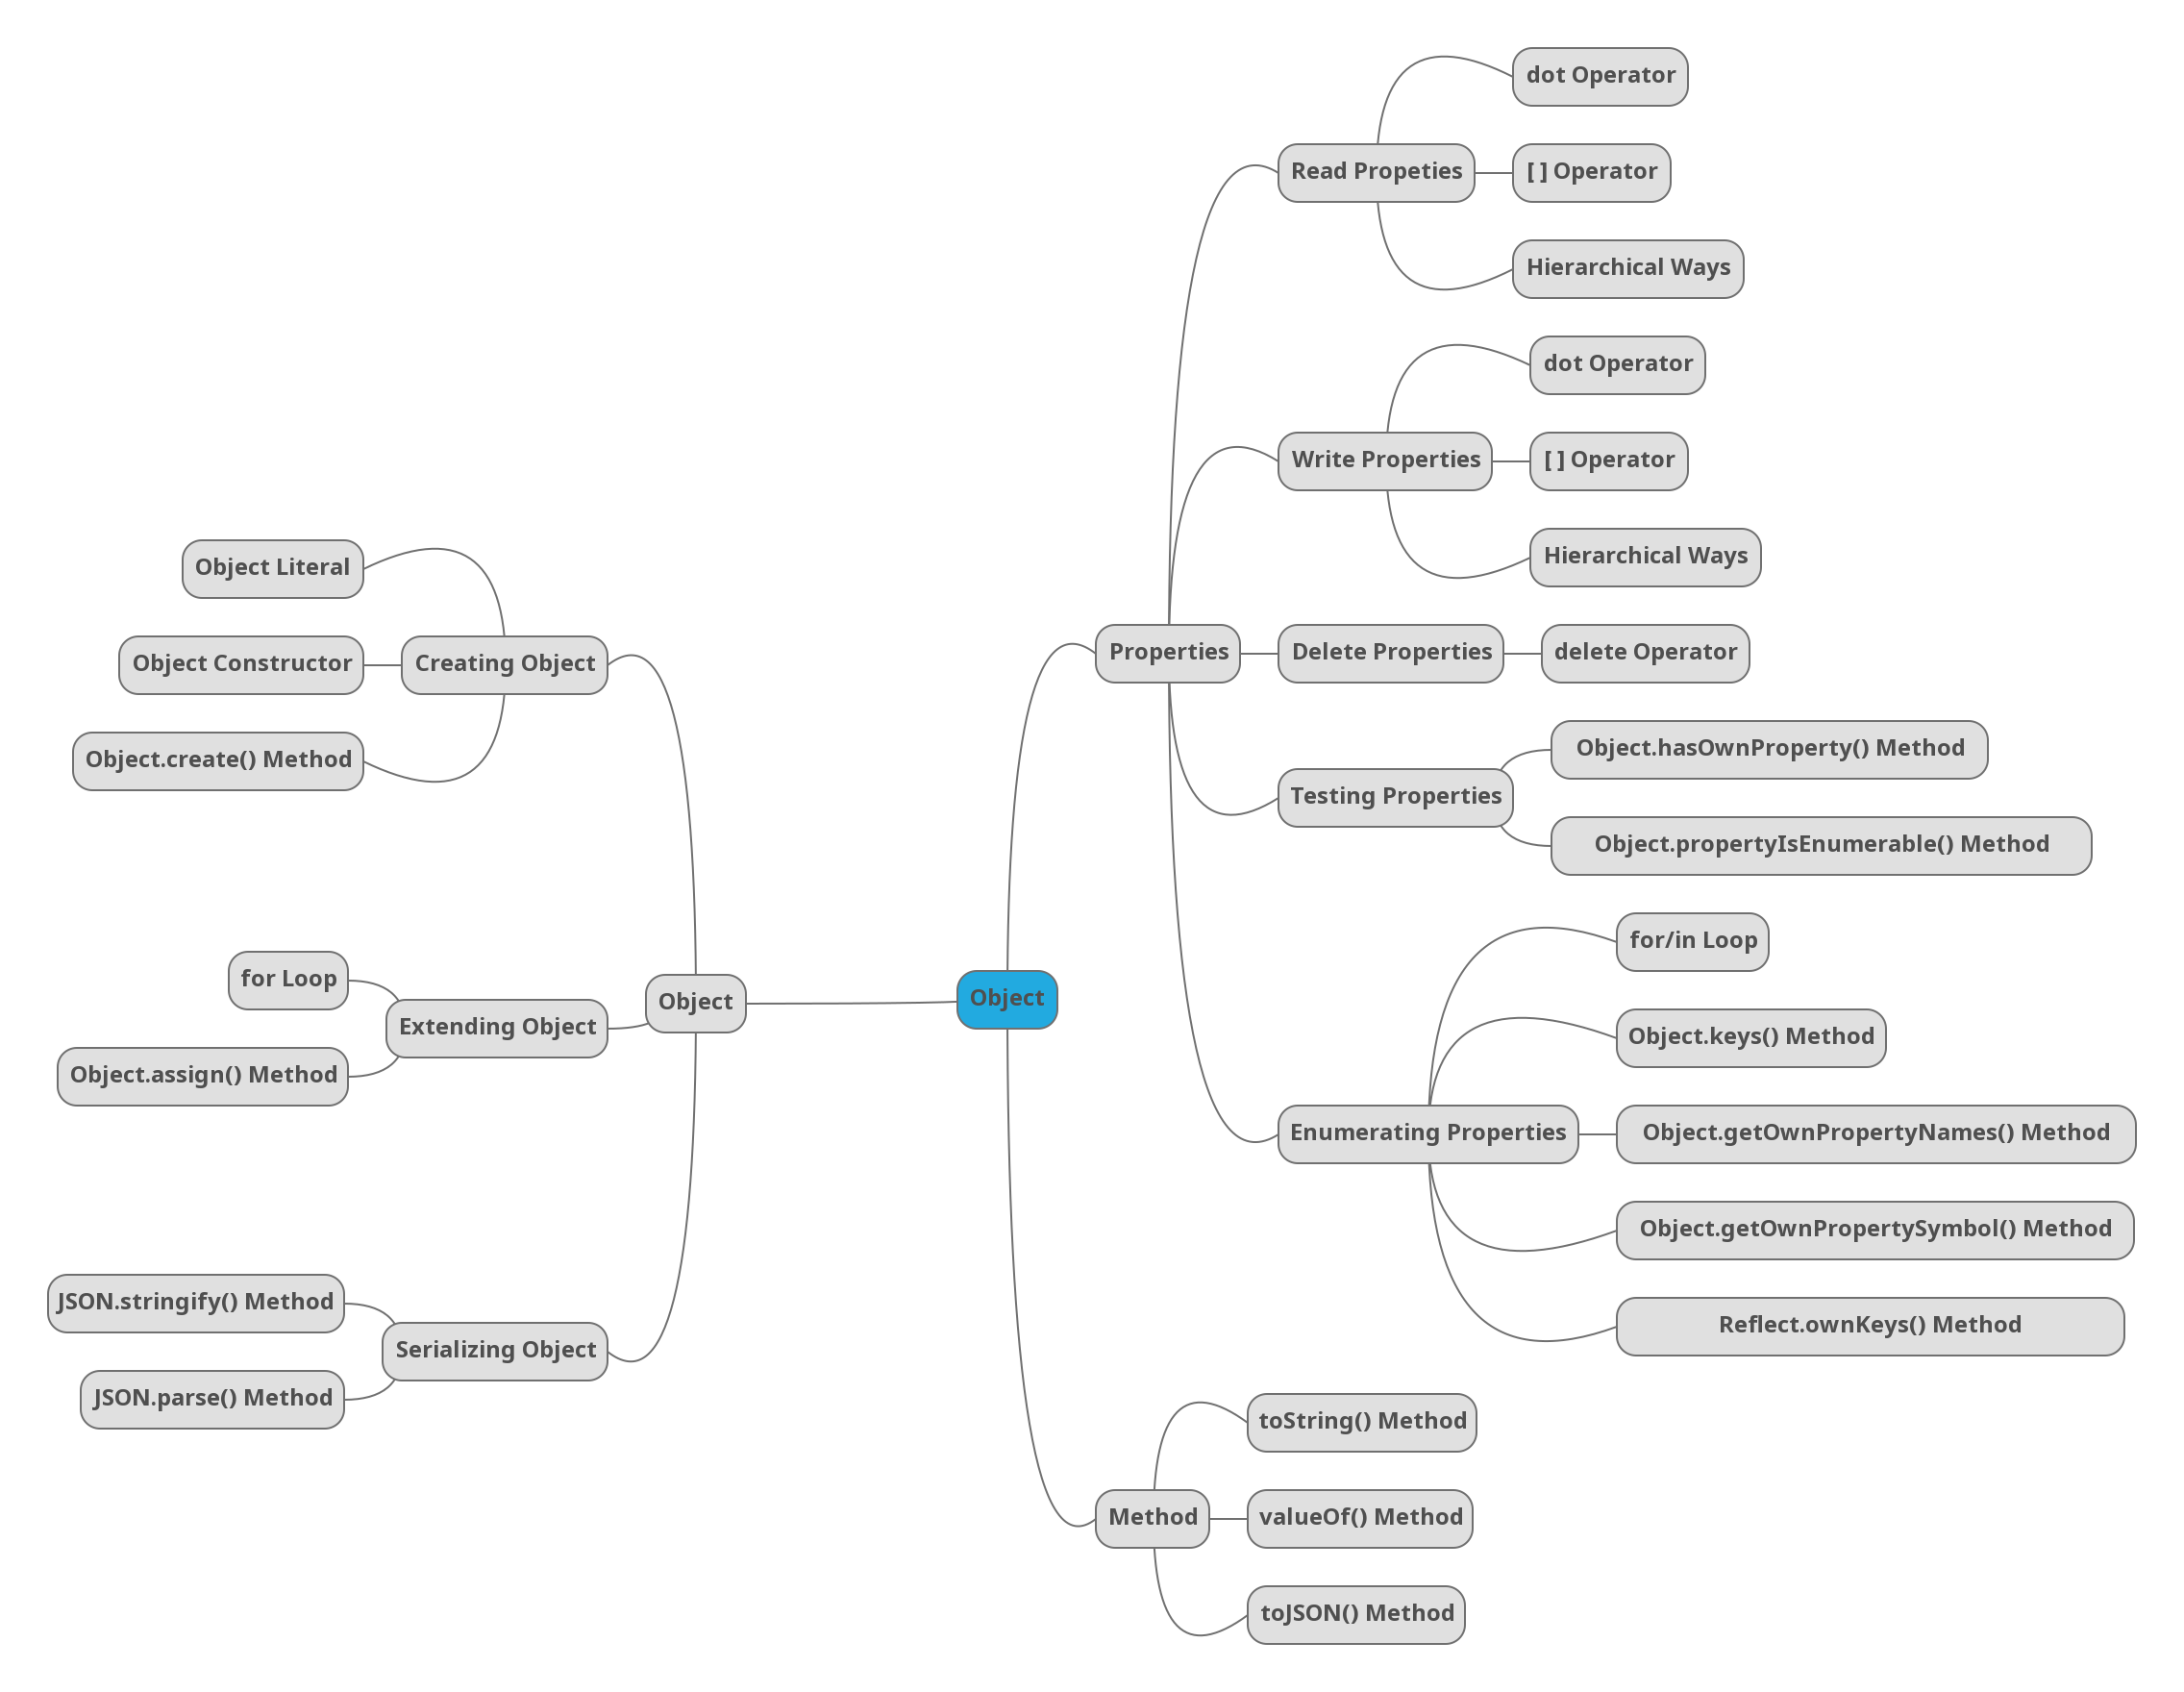 Object
Object
Creating Object
Object Literal
Object Constructor
Object.create() Method
Extending Object
for Loop
Object.assign() Method
Serializing Object
JSON.stringify() Method
JSON.parse() Method
Properties
Read Propeties
dot Operator
[ ] Operator
Hierarchical Ways
Write Properties
dot Operator
[ ] Operator
Hierarchical Ways
Delete Properties
delete Operator
Testing Properties
Object.hasOwnProperty() Method
Object.propertyIsEnumerable() Method
Enumerating Properties
for/in Loop
Object.keys() Method
Object.getOwnPropertyNames() Method
Object.getOwnPropertySymbol() Method
Reflect.ownKeys() Method
Method
toString() Method
valueOf() Method
toJSON() Method